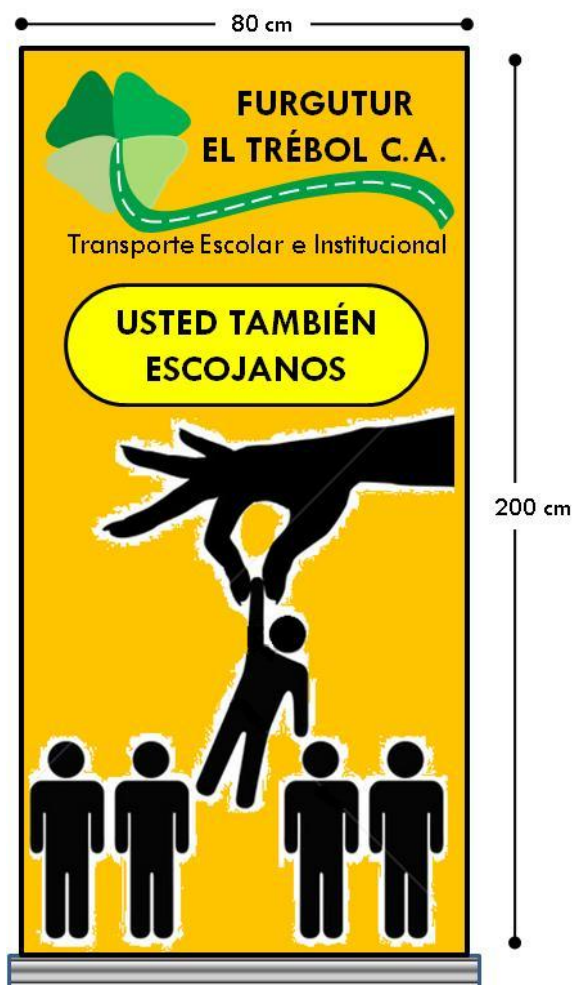 80 cm
FURGUTUR
EL TRÉBOL C.A.
Transporte Escolar e Institucional
USTED TAMBIÉN
ESCOJANOS
200 cm